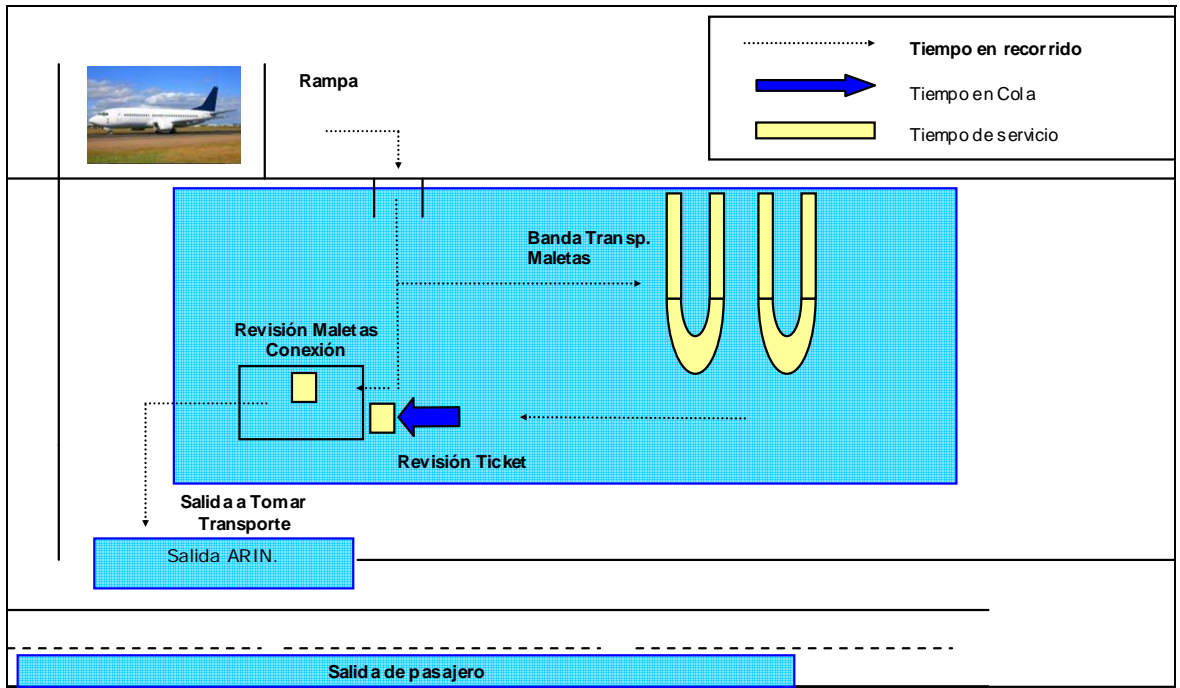 Rampa
Tiempo en recorrido
Tiempo en Cola
Tiempo de servicio
Banda Transp.
Maletas
Revisión Maletas
Conexión
Revisión Ticket
Salida a Tomar
Transporte
Salida ARIN.
Salida de pasajero